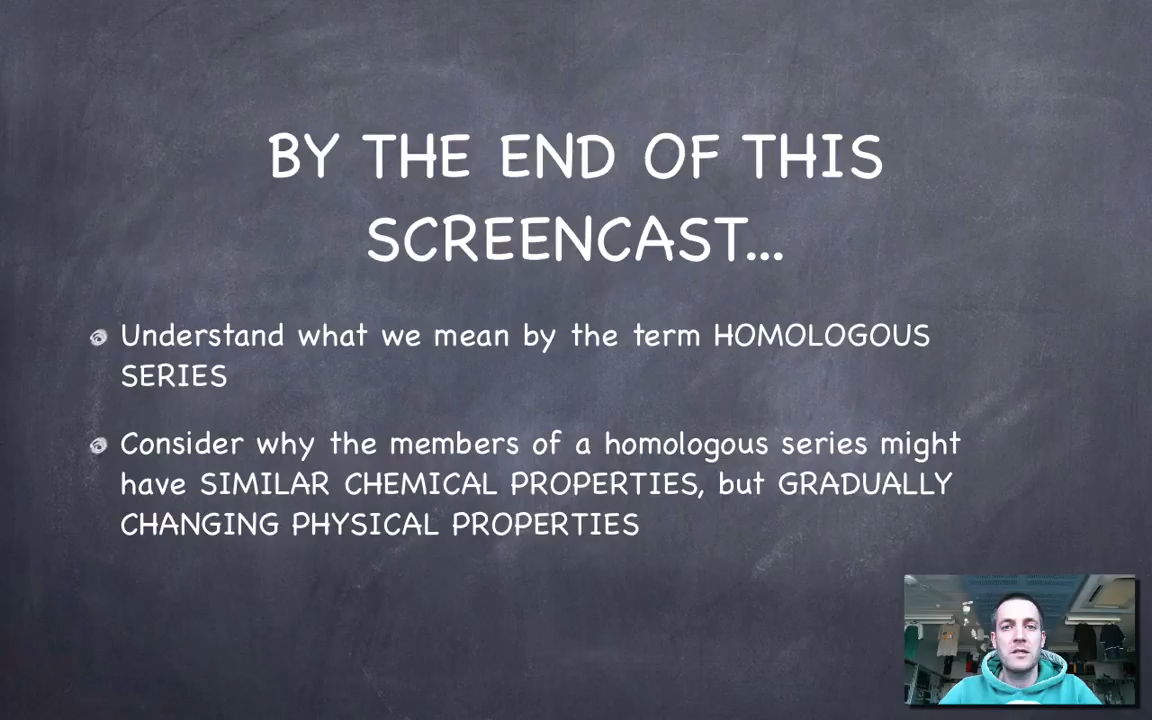 BY THE END OF THIS
SCREENCAST...
Understand what we mean by the term HOMOLOGOUS
SERIES
Consider why the members of a homologous series might
have SIMILAR CHEMICAL PROPERTIES, but GRADUALLY
CHANGING PHYSICAL PROPERTIES